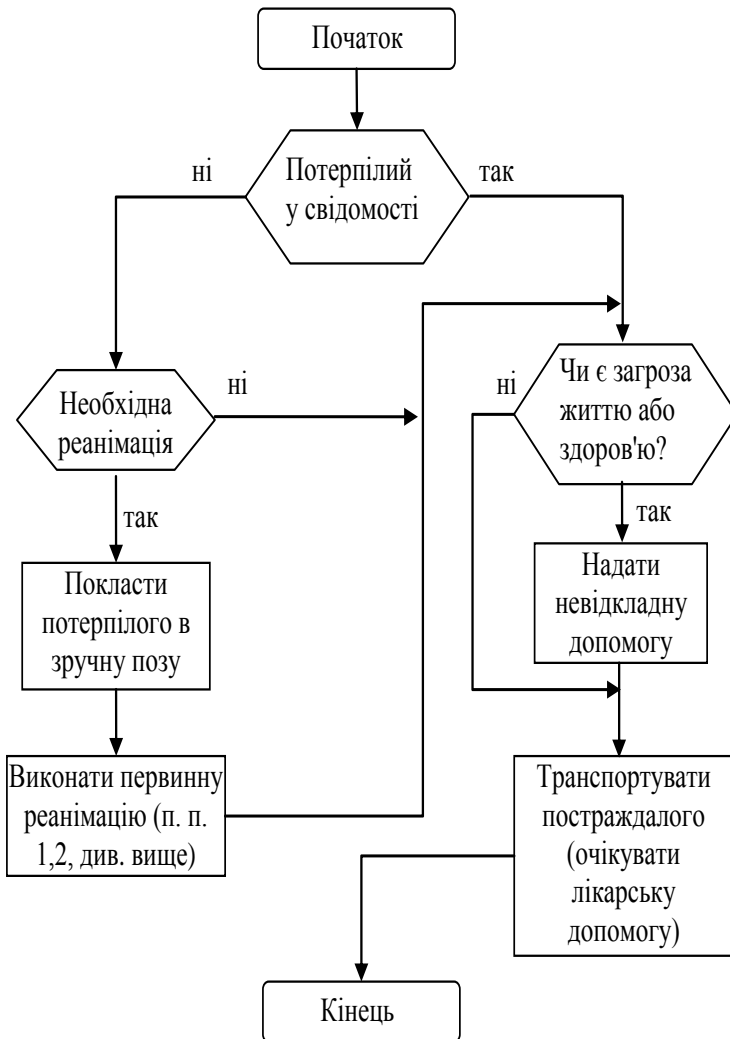 Початок
ні
Потерпілий
у свідомості
так
Необхідна
реанімація
ні
ні
Чи є загроза
життю або
здоров'ю?
так
так
Покласти
потерпілого в
зручну позу
Надати
невідкладну
допомогу
Виконати первинну
реанімацію (п. п.
1,2, див. вище)
Транспортувати
постраждалого
(очікувати
лікарську
допомогу)
Кінець